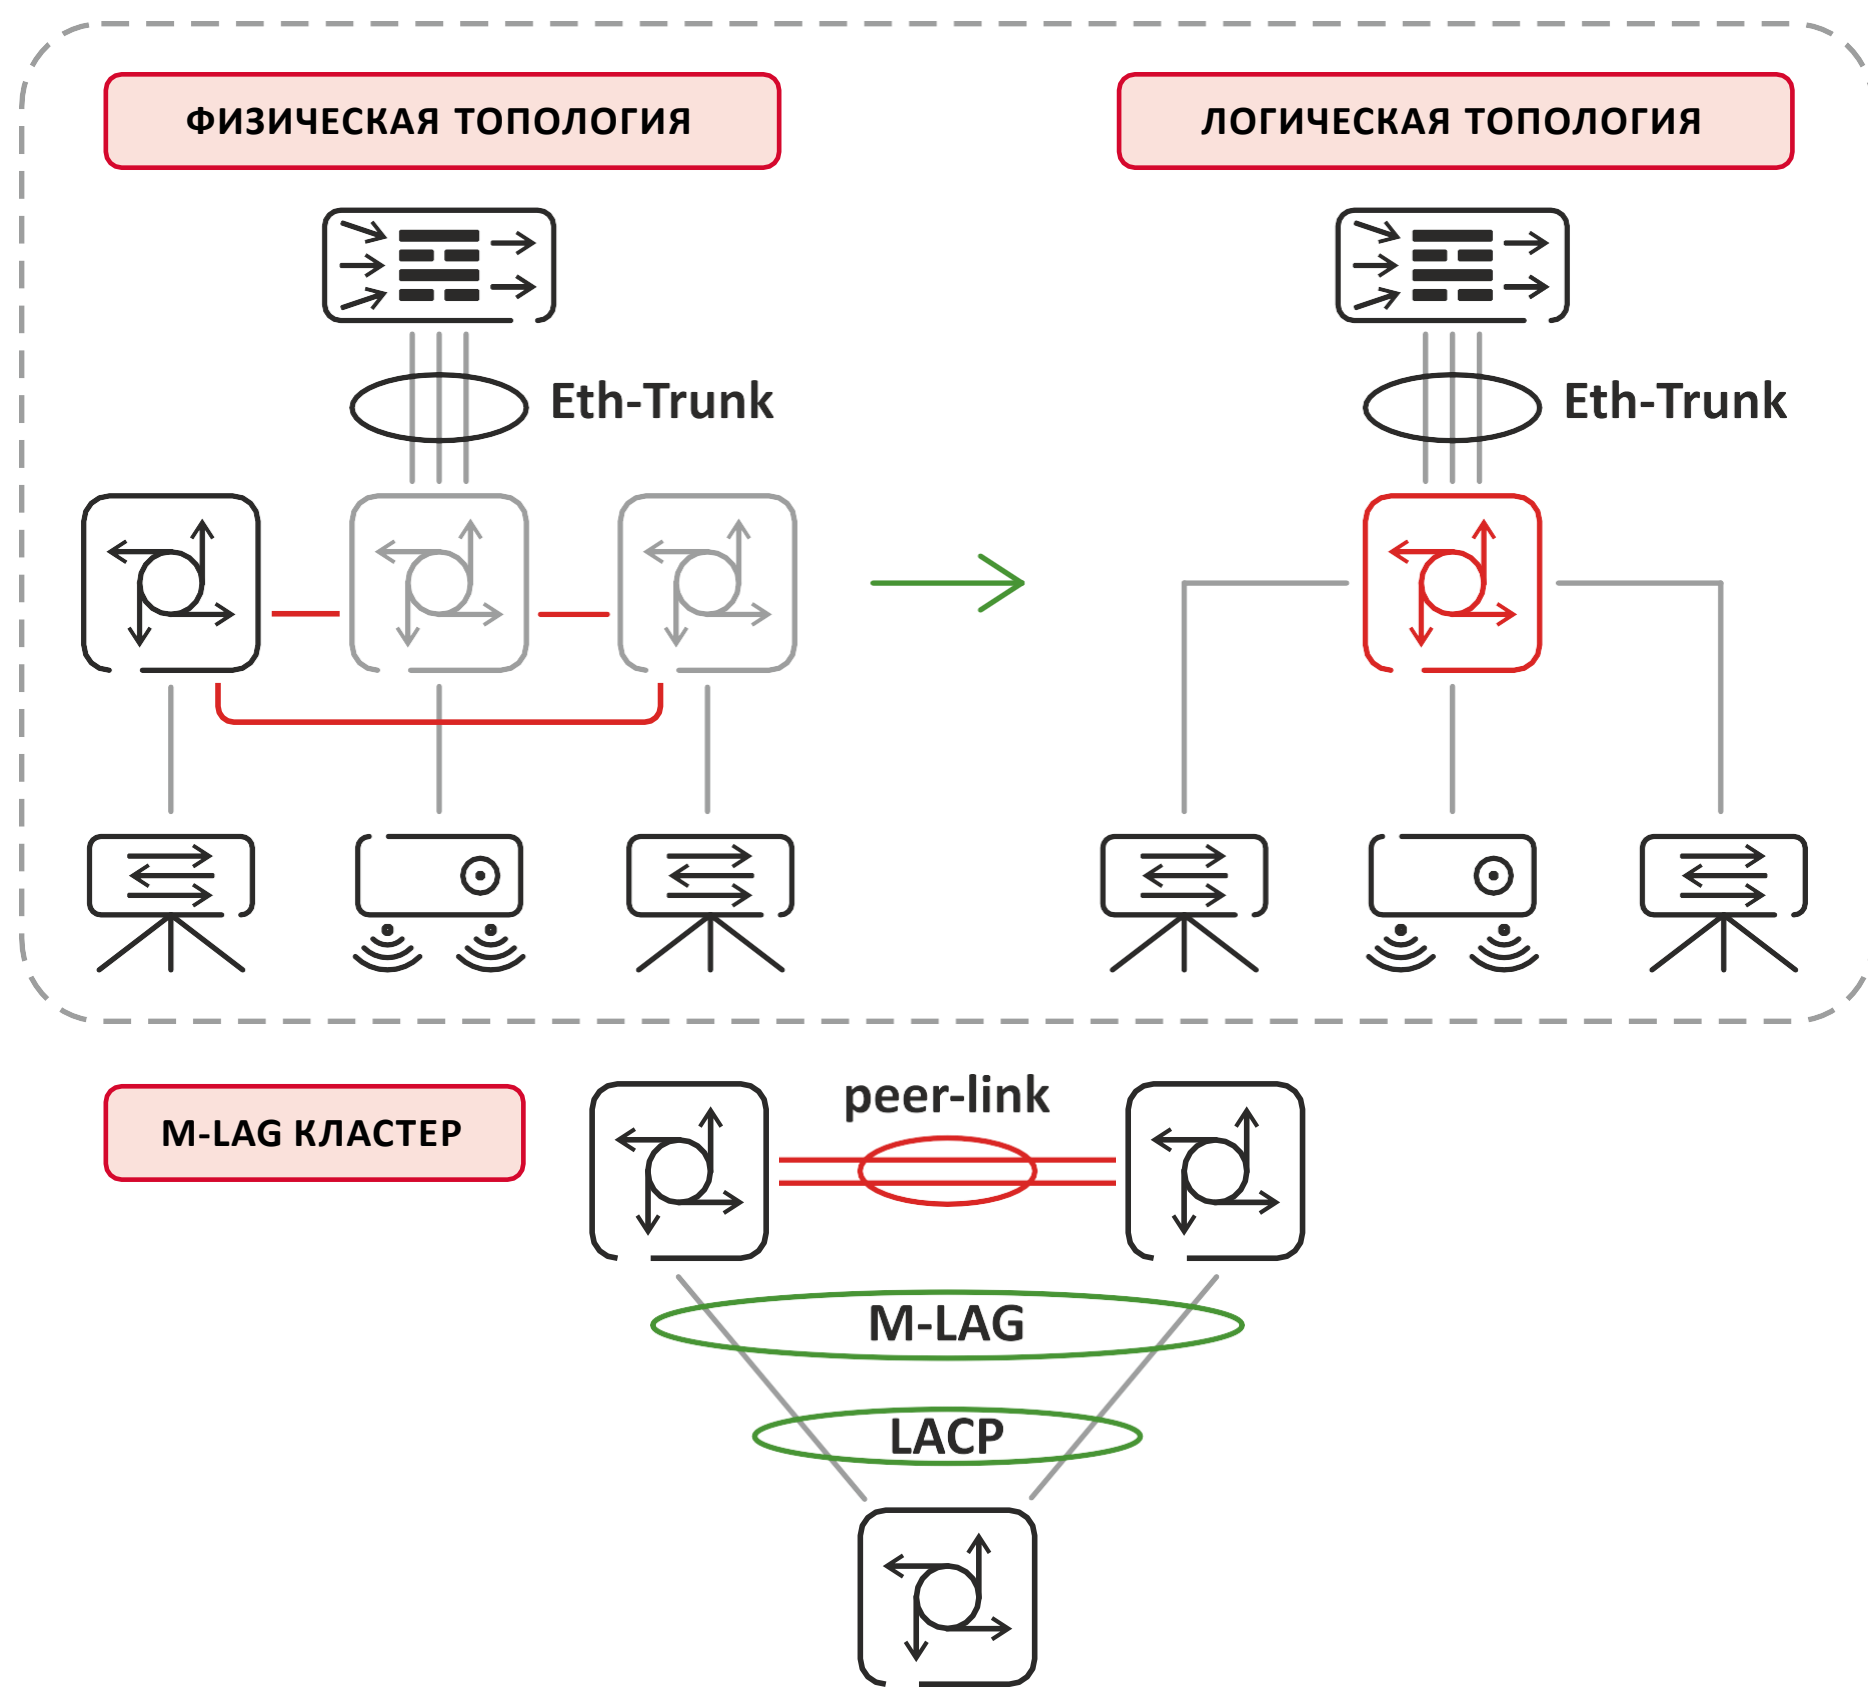 ФИЗИЧЕСКАЯ ТОПОЛОГИЯ
ЛОГИЧЕСКАЯ ТОПОЛОГИЯ
Eth-Trunk
Eth-Trunk
peer-link
M-LAG КЛАСТЕР
M-LAG
LACP